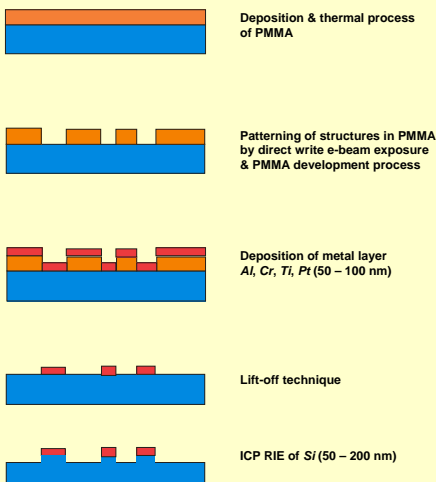 Deposition & thermal process
of PMMA
Patterning of structures in PMMA
by direct write e-beam exposure
& PMMA development process
Deposition of metal layer
Al, Cr, Ti, Pt (50 – 100 nm)
Lift-off technique
ICP RIE of Si (50 – 200 nm)